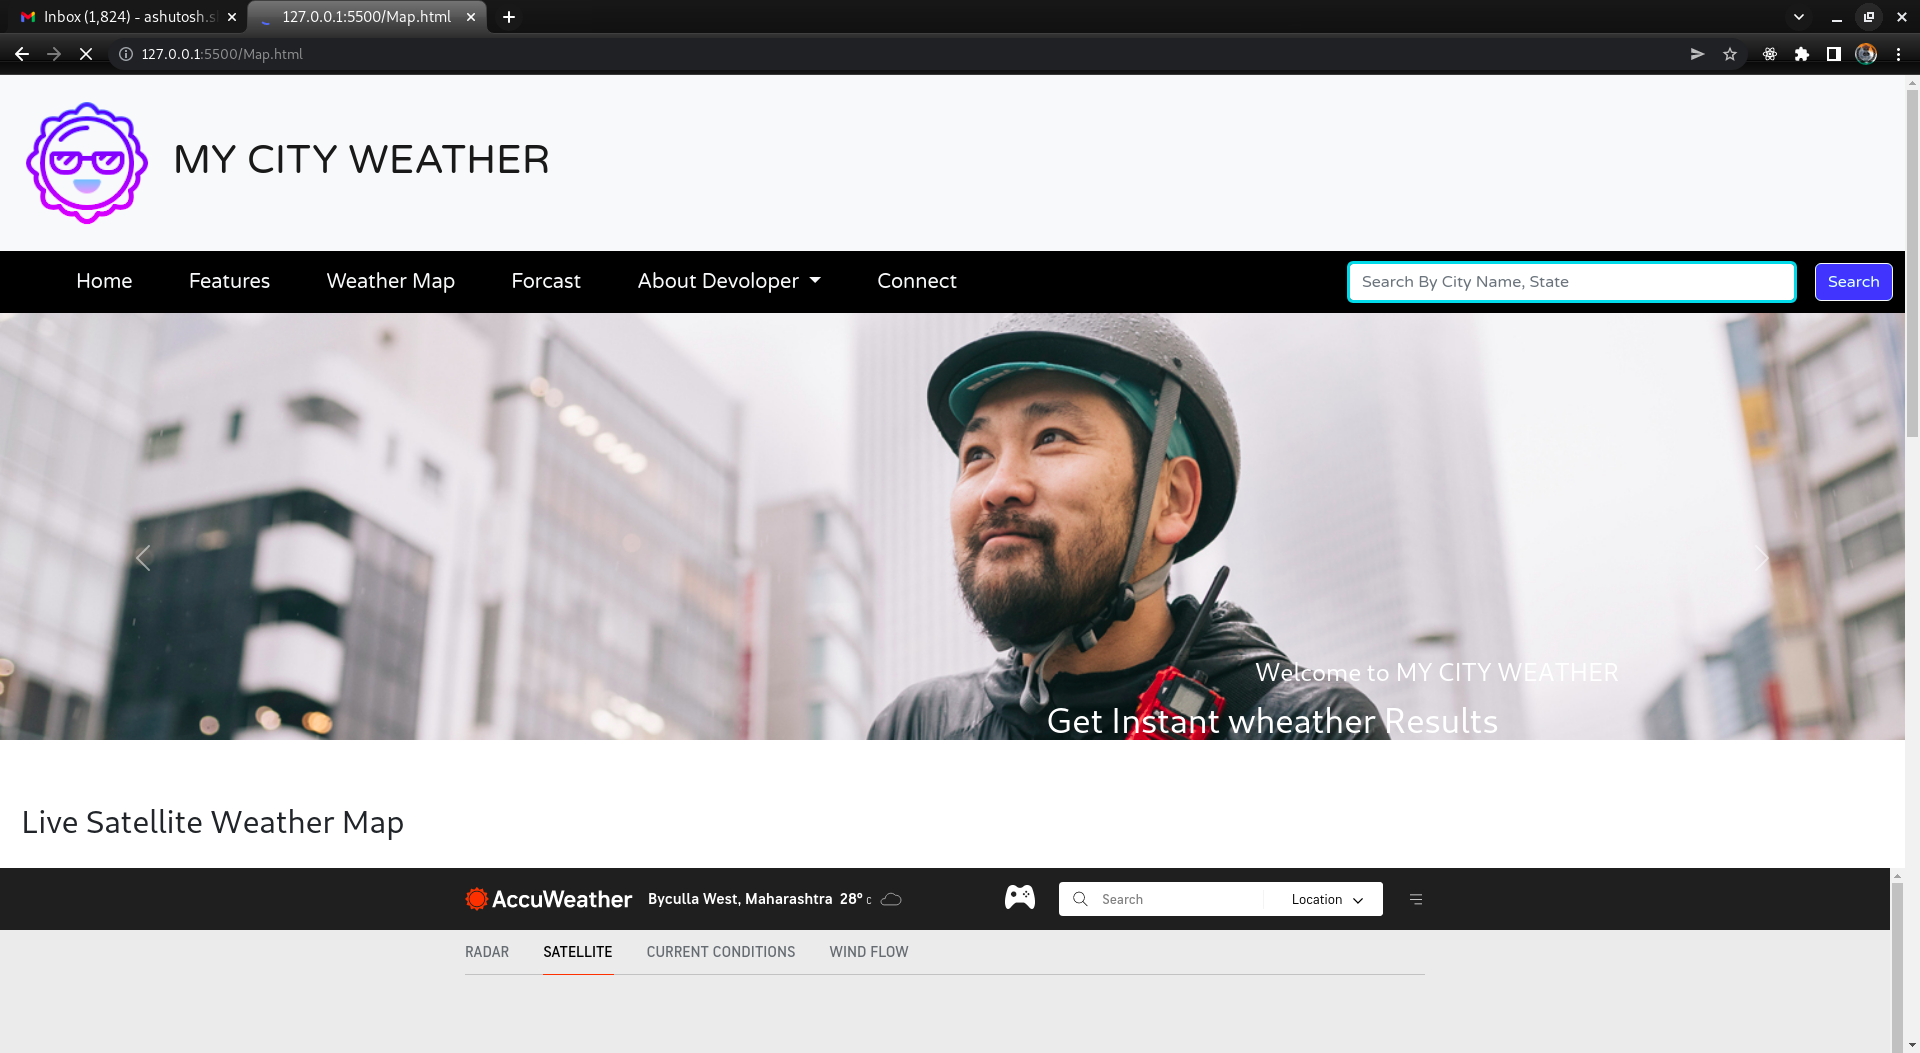 Inbox (1,824) - ashutosh.s
127.0.0.1:5500/Map.html
127.0.0.1:5500/Map.html
MY CITY WEATHER
Home Features Weather Map Forcast About Devoloper Connect Search By City Name, State Search
Welcome to MY CITY WEATHER
Get Instant wheather Results
Live Satellite Weather Map
AccuWeather Byculla West, Maharashtra 28° C Search Location
RADAR SATELLITE CURRENT CONDITIONS WIND FLOW